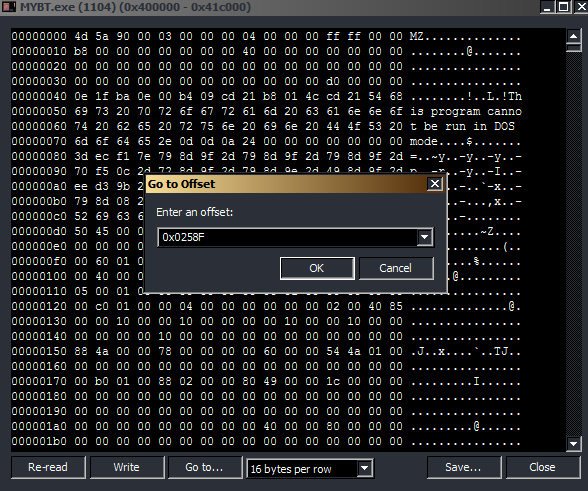 MYBT.exe (1104) (0x400000 - 0x41c000)
00000000 4d 5a 90 00 03 00 00 00 04 00 00 00 ff ff 00 00 MZ..............
00000010 b8 00 00 00 00 00 00 00 40 00 00 00 00 00 00 00 ........@.......
00000020 00 00 00 00 00 00 00 00 00 00 00 00 00 00 00 00 ................
00000030 00 00 00 00 00 00 00 00 00 00 00 00 d0 00 00 00 ................
00000040 0e 1f ba 0e 00 b4 09 cd 21 b8 01 4c cd 21 54 68 ........!..L.!Th
00000050 69 73 20 70 72 6f 67 72 61 6d 20 63 61 6e 6e 6f is program canno
00000060 74 20 62 65 20 72 75 6e 20 69 6e 20 44 4f 53 20 t be run in DOS
00000070 6d 6f 64 65 2e 0d 0d 0a 24 00 00 00 00 00 00 00 mode....$.......
00000080 3d ec f1 7e 79 8d 9f 2d 79 8d 9f 2d 79 8d 9f 2d =..~y..-y..-y..-
00000090 70 f5 0c 2d
000000a0 ee d3 9b 2 ..-`-x..-
000000b0 79 8d 08 2 ..-,x..-
000000c0 52 69 63 6
000000d0 50 45 00 0 .~Z....
000000e0 00 00 00 0 ....(..
000000f0 00 60 01 0
00000100 00 40 00 0
00000110 05 00 01 0
00000120 00 c0 01 00 00 04 00 00 00 00 00 00 02 00 40 85 ..............@.
00000130 00 00 10 00 00 10 00 00 00 00 10 00 00 10 00 00 ................
00000140 00 00 00 00 10 00 00 00 00 00 00 00 00 00 00 00 ................
00000150 88 4a 00 00 78 00 00 00 00 60 00 00 54 4a 01 00 .J..x....`..TJ..
00000160 00 00 00 00 00 00 00 00 00 00 00 00 00 00 00 00 ................
00000170 00 b0 01 00 88 02 00 00 80 49 00 00 1c 00 00 00 .........I......
00000180 00 00 00 00 00 00 00 00 00 00 00 00 00 00 00 00 ................
00000190 00 00 00 00 00 00 00 00 00 00 00 00 00 00 00 00 ................
000001a0 00 00 00 00 00 00 00 00 00 40 00 00 80 00 00 00 .........@......
000001b0 00 00 00 00 00 00 00 00 00 00 00 00 00 00 00 00 ................
Go to Offset
Enter an offset:
0x0258F
OK Cancel
Re-read Write Go to... 16 bytes per row Save... Close